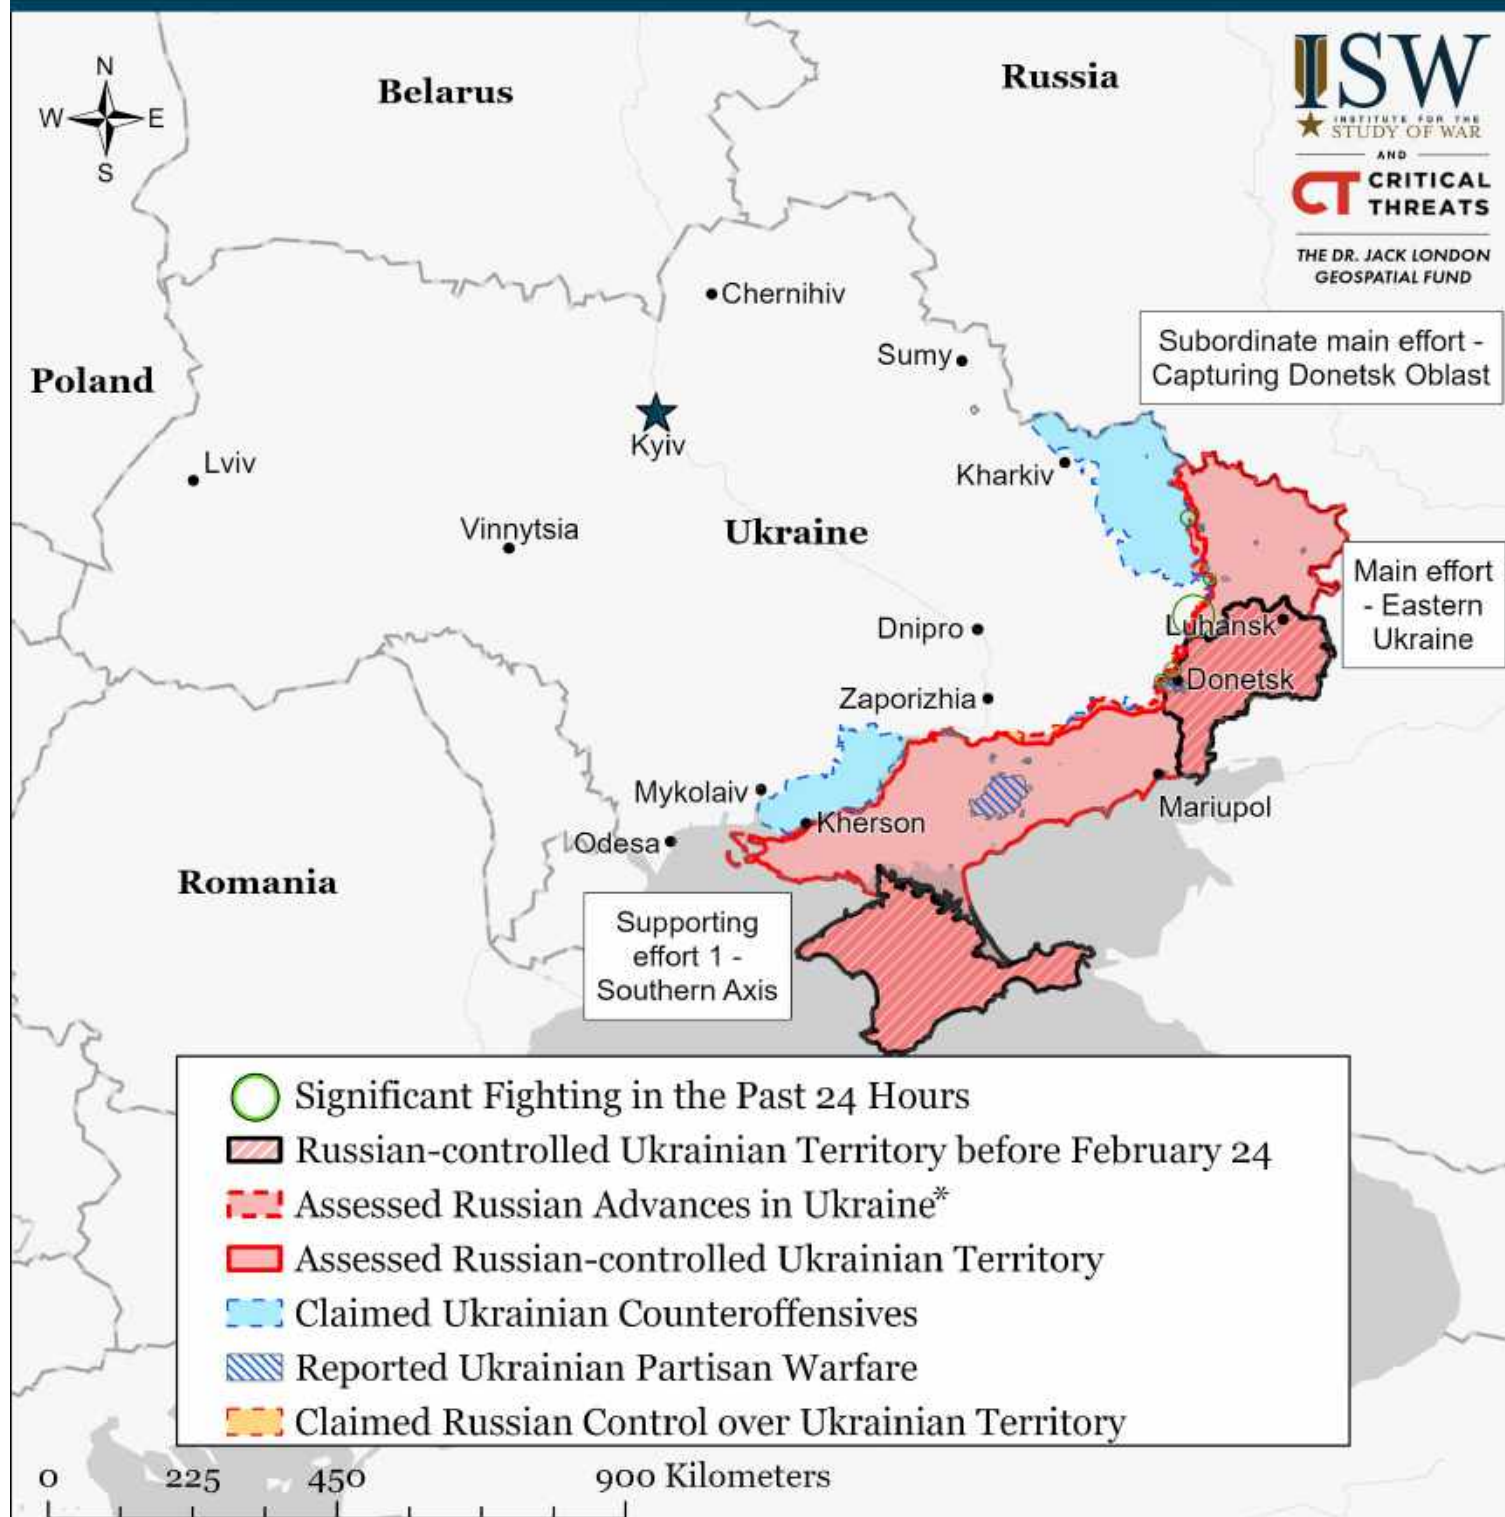 N
W
E
S
Belarus
Russia
ISW
INSTITUTE FOR THE
STUDY OF WAR
AND
CT CRITICAL
THREATS
THE DR. JACK LONDON
GEOSPATIAL FUND
Chernihiv
Subordinate main effort -
Capturing Donetsk Oblast
Sumy
Poland
Kyiv
Lviv
Kharkiv
Vinnytsia
Ukraine
Main effort
- Eastern
Ukraine
Dnipro
Luhansk
Donetsk
Zaporizhia
Mykolaiv
Mariupol
Kherson
Odesa
Romania
Supporting
effort 1 -
Southern Axis
Significant Fighting in the Past 24 Hours
Russian-controlled Ukrainian Territory before February 24
Assessed Russian Advances in Ukraine*
Assessed Russian-controlled Ukrainian Territory
Claimed Ukrainian Counteroffensives
Reported Ukrainian Partisan Warfare
Claimed Russian Control over Ukrainian Territory
0 225 450 900 Kilometers